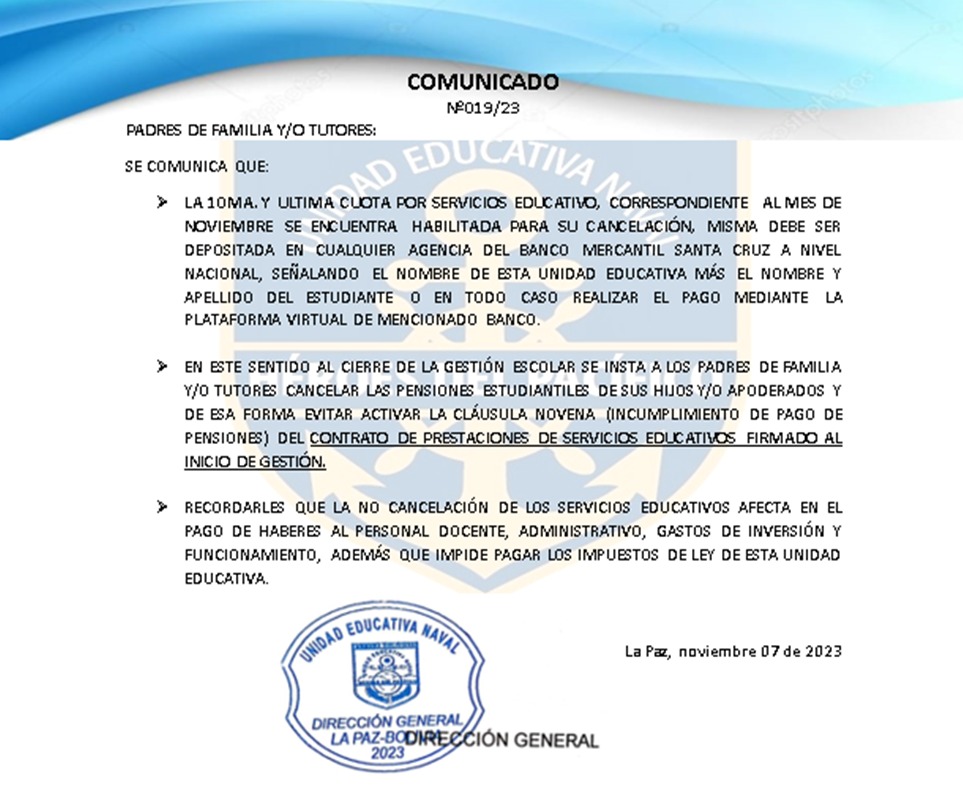 COMUNICADO
Nº019/23
PADRES DE FAMILIA Y/O TUTORES:
SE COMUNICA QUE:
➢ LA 10MA. Y ULTIMA CUOTA POR SERVICIOS EDUCATIVO, CORRESPONDIENTE AL MES DE
NOVIEMBRE SE ENCUENTRA HABILITADA PARA SU CANCELACIÓN, MISMA DEBE SER
DEPOSITADA EN CUALQUIER AGENCIA DEL BANCO MERCANTIL SANTA CRUZ A NIVEL
NACIONAL, SEÑALANDO EL NOMBRE DE ESTA UNIDAD EDUCATIVA MÁS EL NOMBRE Y
APELLIDO DEL ESTUDIANTE O EN TODO CASO REALIZAR EL PAGO MEDIANTE LA
PLATAFORMA VIRTUAL DE MENCIONADO BANCO.
➢ EN ESTE SENTIDO AL CIERRE DE LA GESTIÓN ESCOLAR SE INSTA A LOS PADRES DE FAMILIA
Y/O TUTORES CANCELAR LAS PENSIONES ESTUDIANTILES DE SUS HIJOS Y/O APODERADOS Y
DE ESA FORMA EVITAR ACTIVAR LA CLÁUSULA NOVENA (INCUMPLIMIENTO DE PAGO DE
PENSIONES) DEL CONTRATO DE PRESTACIONES DE SERVICIOS EDUCATIVOS FIRMADO AL
INICIO DE GESTIÓN.
➢ RECORDARLES QUE LA NO CANCELACIÓN DE LOS SERVICIOS EDUCATIVOS AFECTA EN EL
PAGO DE HABERES AL PERSONAL DOCENTE, ADMINISTRATIVO, GASTOS DE INVERSIÓN Y
FUNCIONAMIENTO, ADEMÁS QUE IMPIDE PAGAR LOS IMPUESTOS DE LEY DE ESTA UNIDAD
EDUCATIVA.
UNIDAD EDUCATIVA NAVAL
HÉROES DEL PACÍFICO
La Paz, noviembre 07 de 2023
UNIDAD EDUCATIVA NAVAL
DIRECCIÓN GENERAL
LA PAZ-BOLIVIA
2023
DIRECCIÓN GENERAL